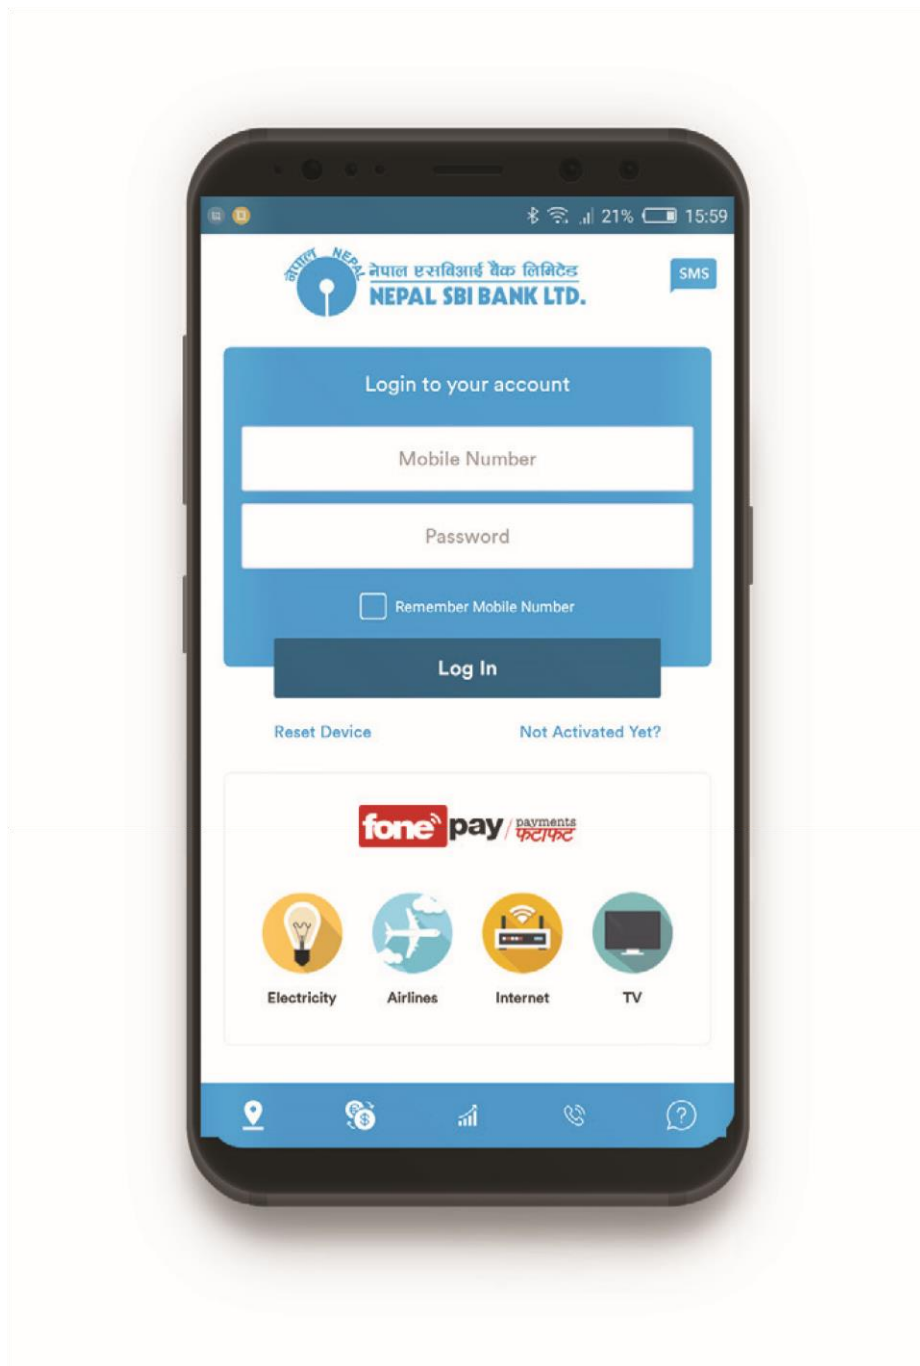 21% 15:59
नेपाल NEPAL
नेपाल एसबिआई बैंक लिमिटेड
NEPAL SBI BANK LTD.
SMS
Login to your account
Mobile Number
Password
Remember Mobile Number
Log In
Reset Device
Not Activated Yet?
fone pay / payments
फटाफट
Electricity
Airlines
Internet
TV